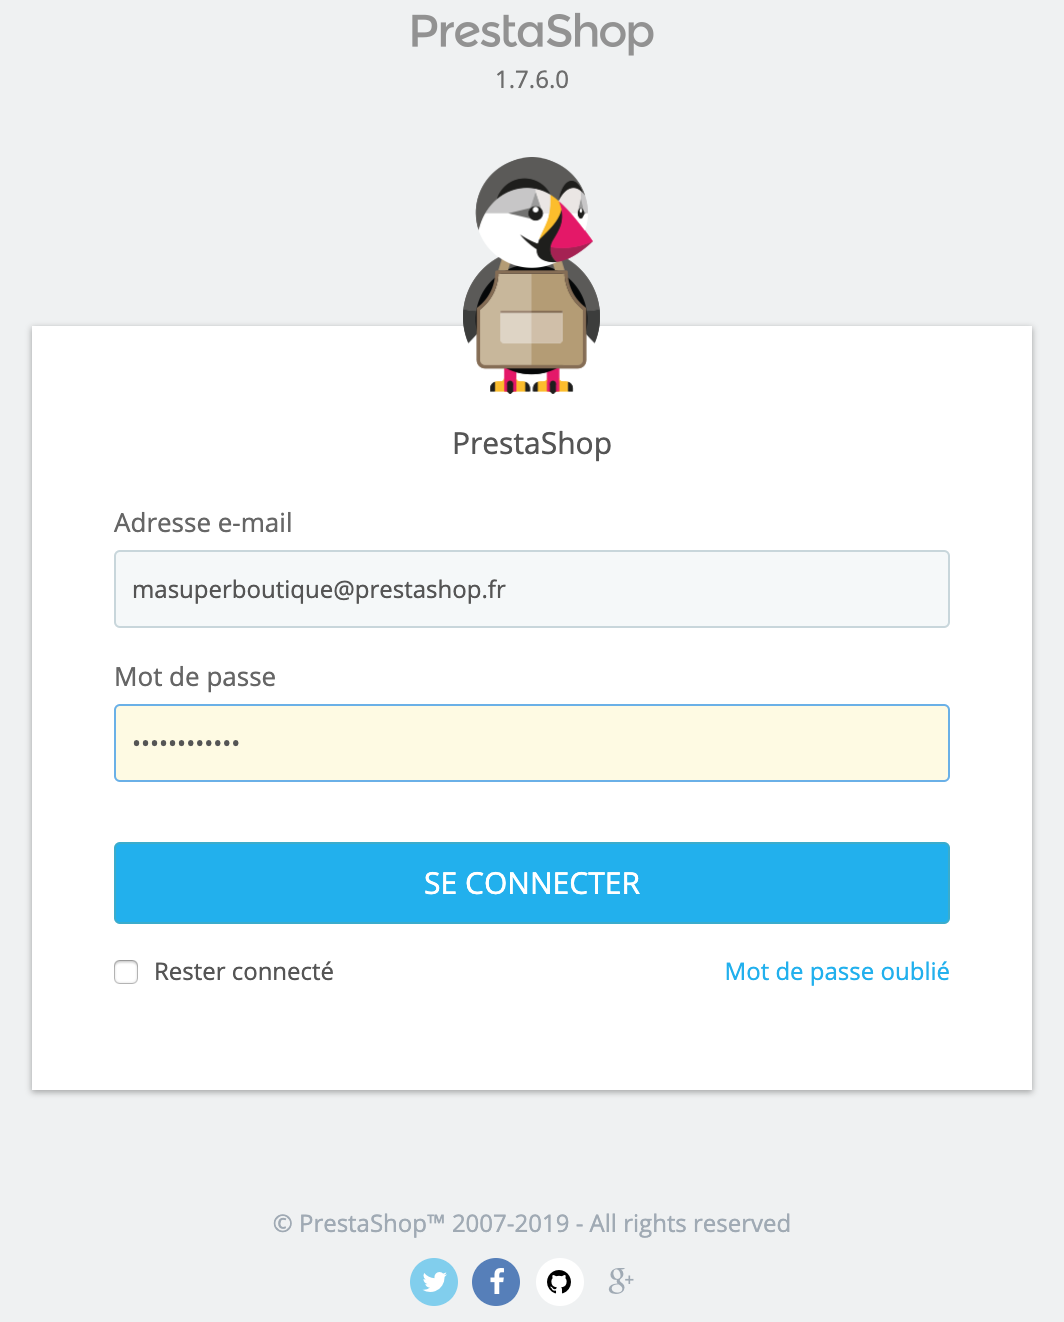 PrestaShop
1.7.6.0
PrestaShop
Adresse e-mail
masuperboutique@prestashop.fr
Mot de passe
••••••••••••
SE CONNECTER
Rester connecté
Mot de passe oublié
© PrestaShop™ 2007-2019 - All rights reserved
g+